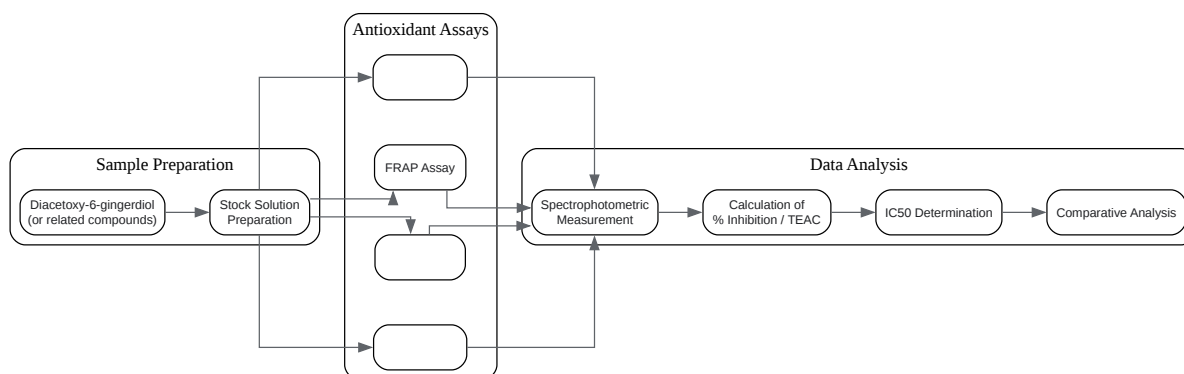 Antioxidant Assays
Sample Preparation
FRAP Assay
Data Analysis
Diacetoxy-6-gingerdiol
(or related compounds)
Stock Solution
Preparation
Spectrophotometric
Measurement
Calculation of
% Inhibition / TEAC
IC50 Determination
Comparative Analysis